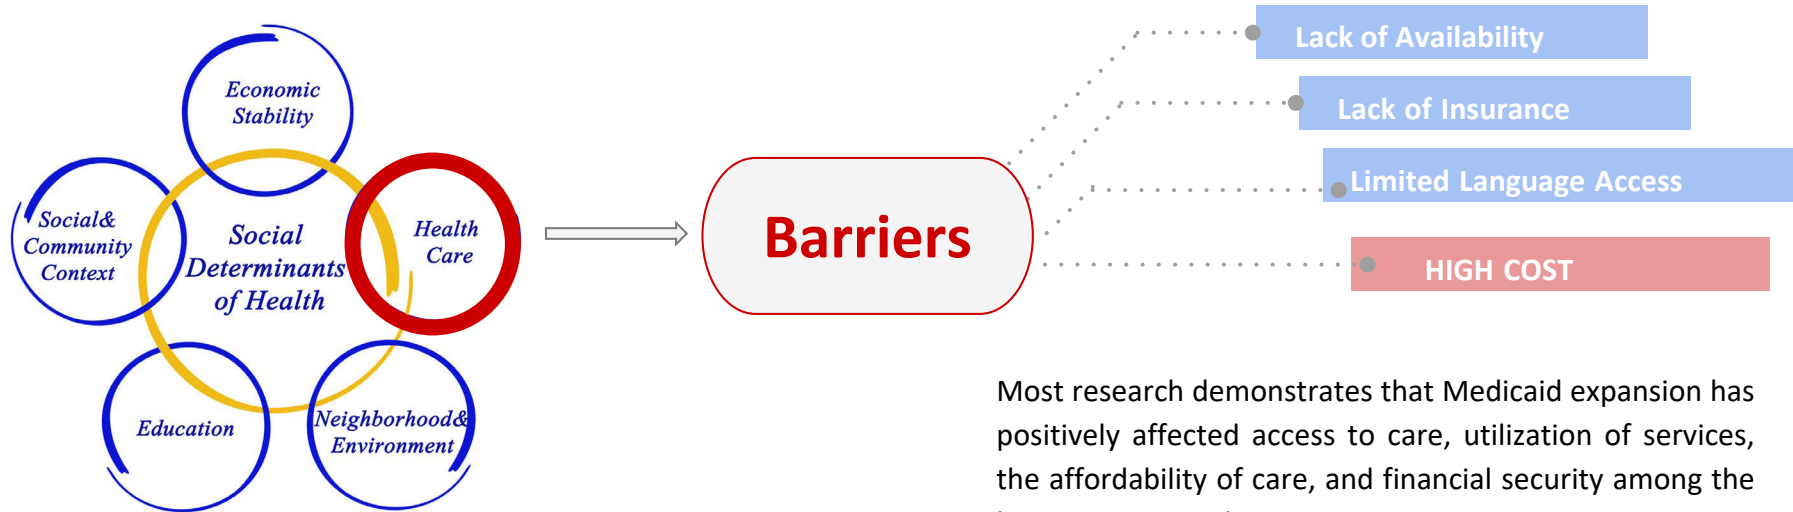 Economic
Stability
Social&
Community
Context
Social
Determinants
of Health
Health
Care
Education
Neighborhood&
Environment
Barriers
Lack of Availability
Lack of Insurance
Limited Language Access
HIGH COST
Most research demonstrates that Medicaid expansion has
positively affected access to care, utilization of services,
the affordability of care, and financial security among the